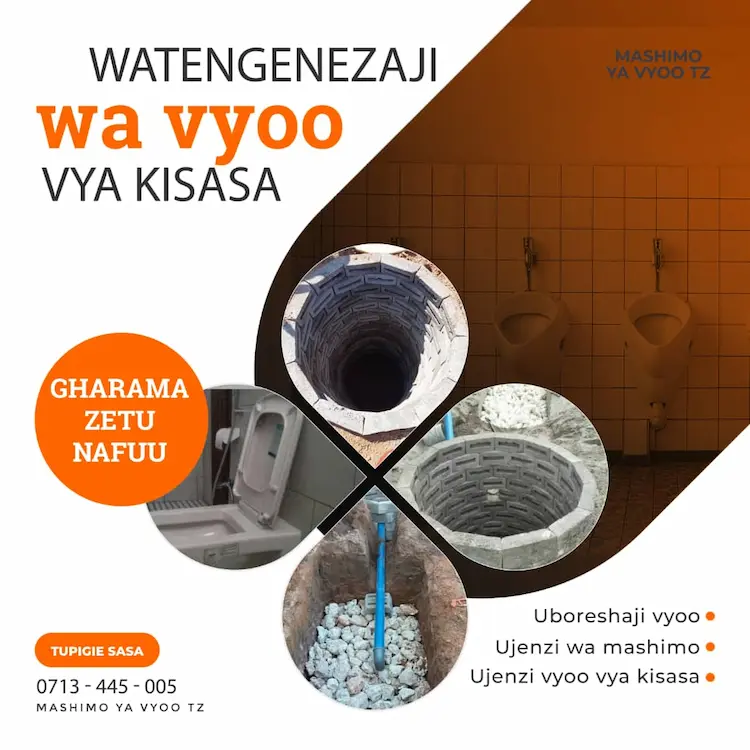 WATENGENEZAJI
wa vyoo
VYA KISASA
MASHIMO
YA VYOO TZ
GHARAMA
ZETU
NAFUU
Uboreshaji vyoo
Ujenzi wa mashimo
Ujenzi vyoo vya kisasa
TUPIGIE SASA
0713 - 445 - 005
MASHIMO YA VYOO TZ